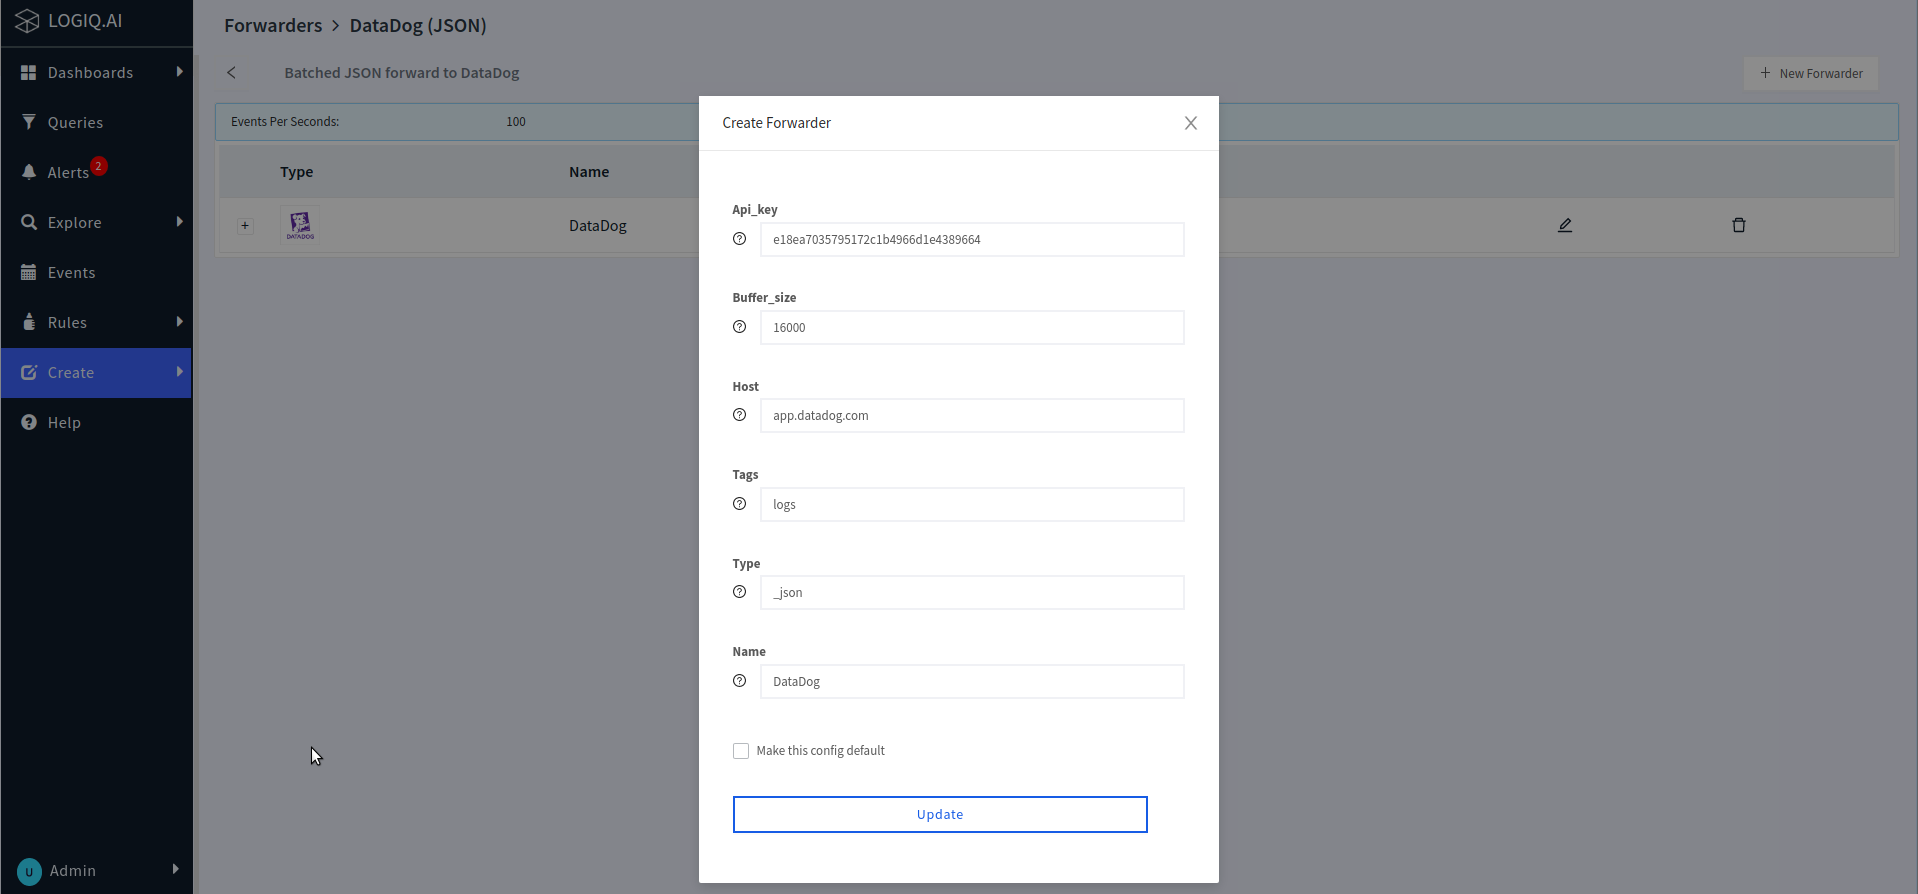 LOGIQ.AI
Dashboards
Queries
Alerts 2
Explore
Events
Rules
Create
Help
U Admin
Forwarders > DataDog (JSON)
Batched JSON forward to DataDog
+ New Forwarder
Events Per Seconds: 100
Type Name
+ DATADOG DataDog
Create Forwarder
Api_key
e18ea7035795172c1b4966d1e4389664
Buffer_size
16000
Host
app.datadog.com
Tags
logs
Type
_json
Name
DataDog
Make this config default
Update